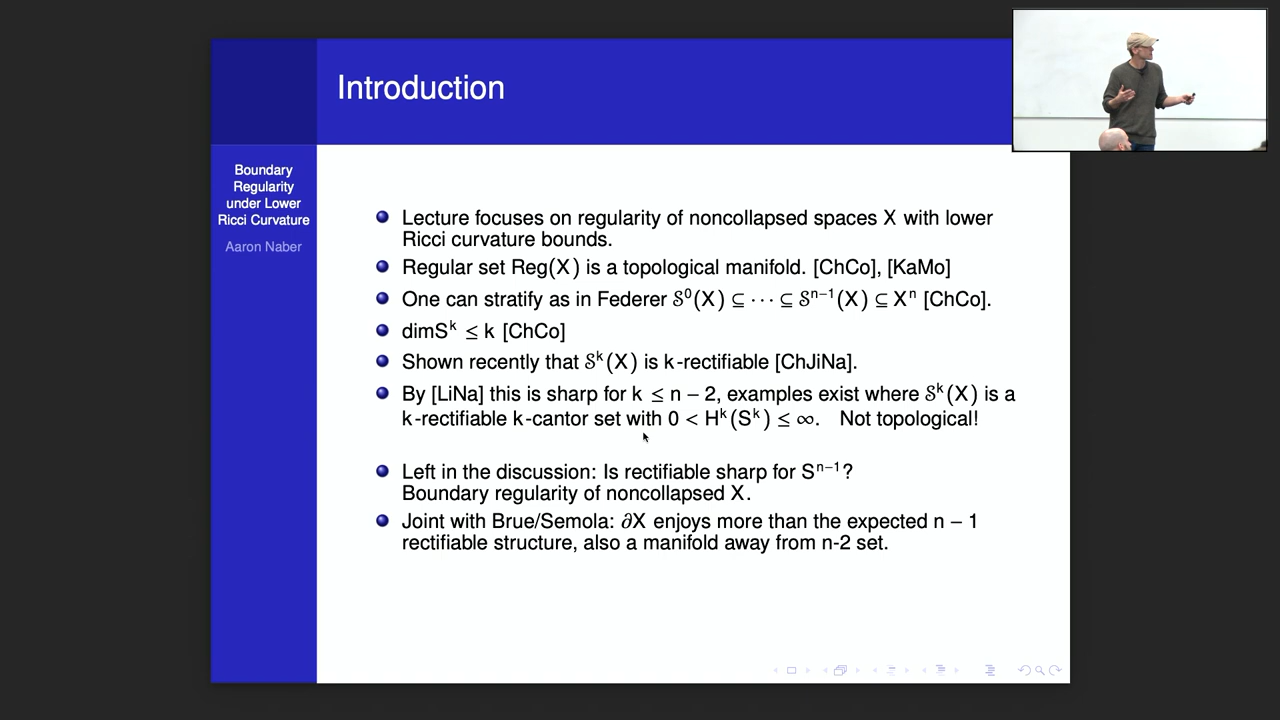 Introduction
Boundary
Regularity
under Lower
Ricci Curvature
Aaron Naber
Lecture focuses on regularity of noncollapsed spaces X with lower
Ricci curvature bounds.
Regular set Reg(X) is a topological manifold. [ChCo], [KaMo]
One can stratify as in Federer 𝒮⁰(X) ⊆ ⋯ ⊆ 𝒮ⁿ⁻¹(X) ⊆ Xⁿ [ChCo].
dimSᵏ ≤ k [ChCo]
Shown recently that 𝒮ᵏ(X) is k-rectifiable [ChJiNa].
By [LiNa] this is sharp for k ≤ n − 2, examples exist where 𝒮ᵏ(X) is a
k-rectifiable k-cantor set with 0 < Hᵏ(Sᵏ) ≤ ∞. Not topological!
Left in the discussion: Is rectifiable sharp for Sⁿ⁻¹?
Boundary regularity of noncollapsed X.
Joint with Brue/Semola: ∂X enjoys more than the expected n − 1
rectifiable structure, also a manifold away from n-2 set.